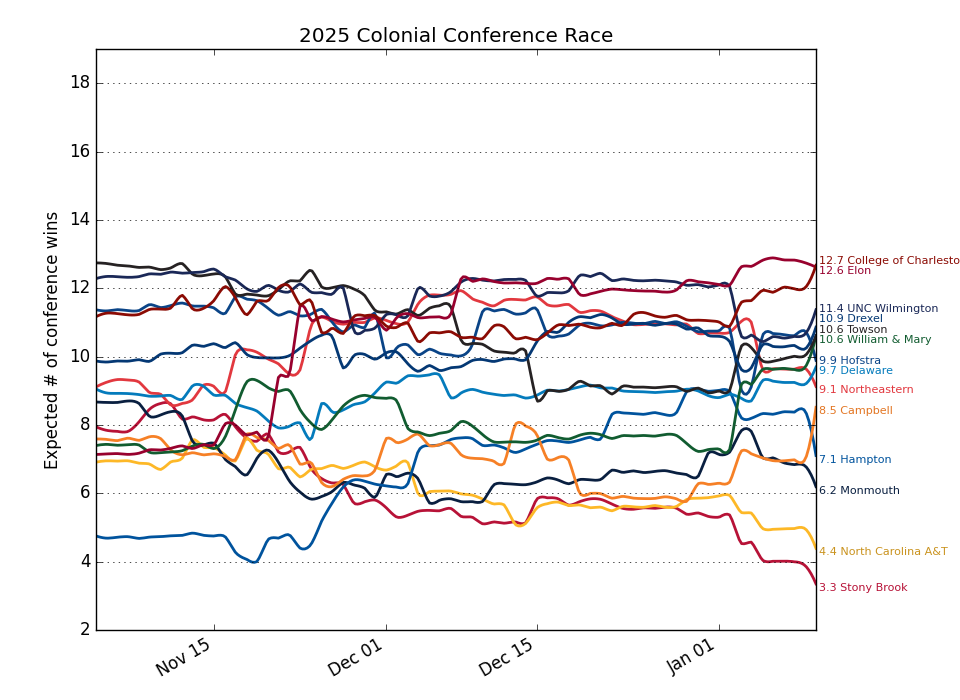 2025 Colonial Conference Race
Expected # of conference wins
18
16
14
12
10
8
6
4
2
Nov 15
Dec 01
Dec 15
Jan 01
12.7 College of Charlesto
12.6 Elon
11.4 UNC Wilmington
10.9 Drexel
10.6 Towson
10.6 William & Mary
9.9 Hofstra
9.7 Delaware
9.1 Northeastern
8.5 Campbell
7.1 Hampton
6.2 Monmouth
4.4 North Carolina A&T
3.3 Stony Brook